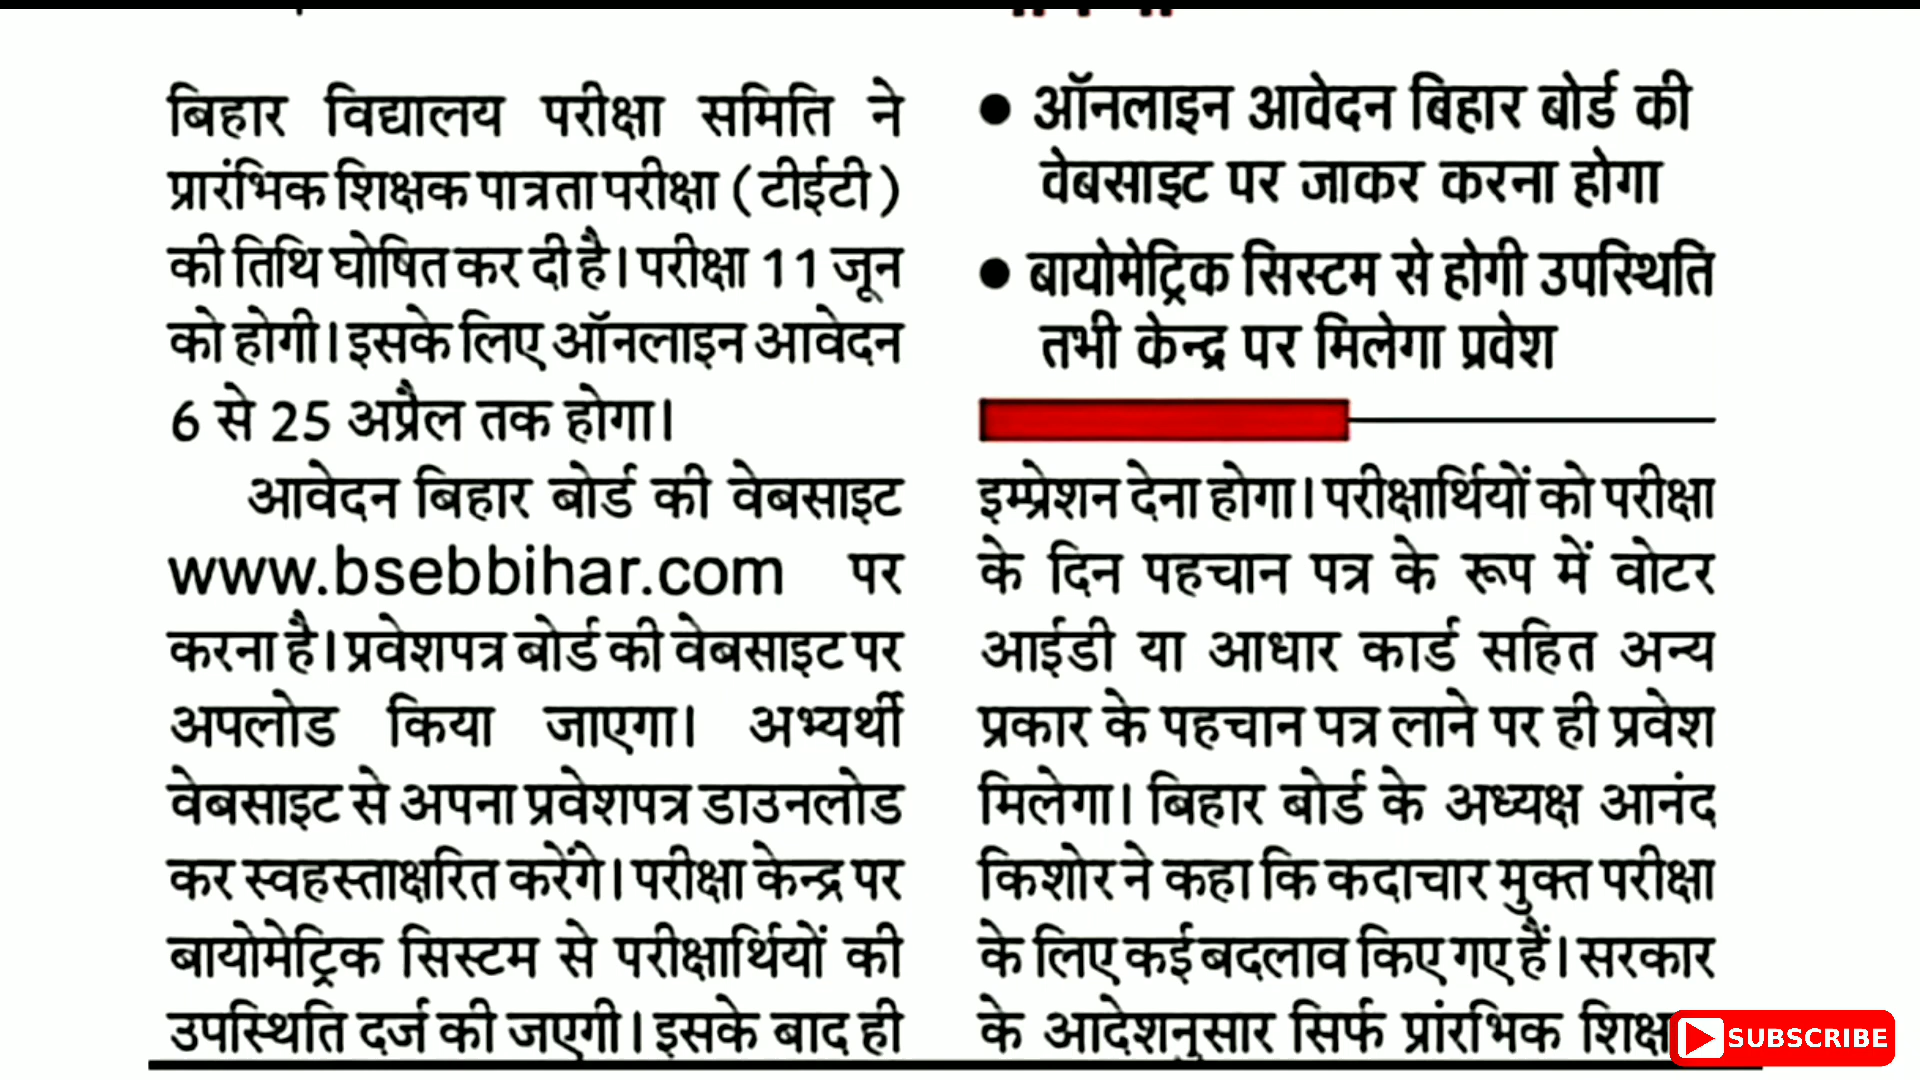 बिहार विद्यालय परीक्षा समिति ने
प्रारंभिक शिक्षक पात्रता परीक्षा (टीईटी)
की तिथि घोषित कर दी है। परीक्षा 11 जून
को होगी। इसके लिए ऑनलाइन आवेदन
6 से 25 अप्रैल तक होगा।
आवेदन बिहार बोर्ड की वेबसाइट
www.bsebbihar.com पर
करना है। प्रवेशपत्र बोर्ड की वेबसाइट पर
अपलोड किया जाएगा। अभ्यर्थी
वेबसाइट से अपना प्रवेशपत्र डाउनलोड
कर स्वहस्ताक्षरित करेंगे। परीक्षा केन्द्र पर
बायोमेट्रिक सिस्टम से परीक्षार्थियों की
उपस्थिति दर्ज की जएगी। इसके बाद ही
● ऑनलाइन आवेदन बिहार बोर्ड की
वेबसाइट पर जाकर करना होगा
● बायोमेट्रिक सिस्टम से होगी उपस्थिति
तभी केन्द्र पर मिलेगा प्रवेश
इम्प्रेशन देना होगा। परीक्षार्थियों को परीक्षा
के दिन पहचान पत्र के रूप में वोटर
आईडी या आधार कार्ड सहित अन्य
प्रकार के पहचान पत्र लाने पर ही प्रवेश
मिलेगा। बिहार बोर्ड के अध्यक्ष आनंद
किशोर ने कहा कि कदाचार मुक्त परीक्षा
के लिए कई बदलाव किए गए हैं। सरकार
के आदेशनुसार सिर्फ प्रांरभिक
SUBSCRIBE